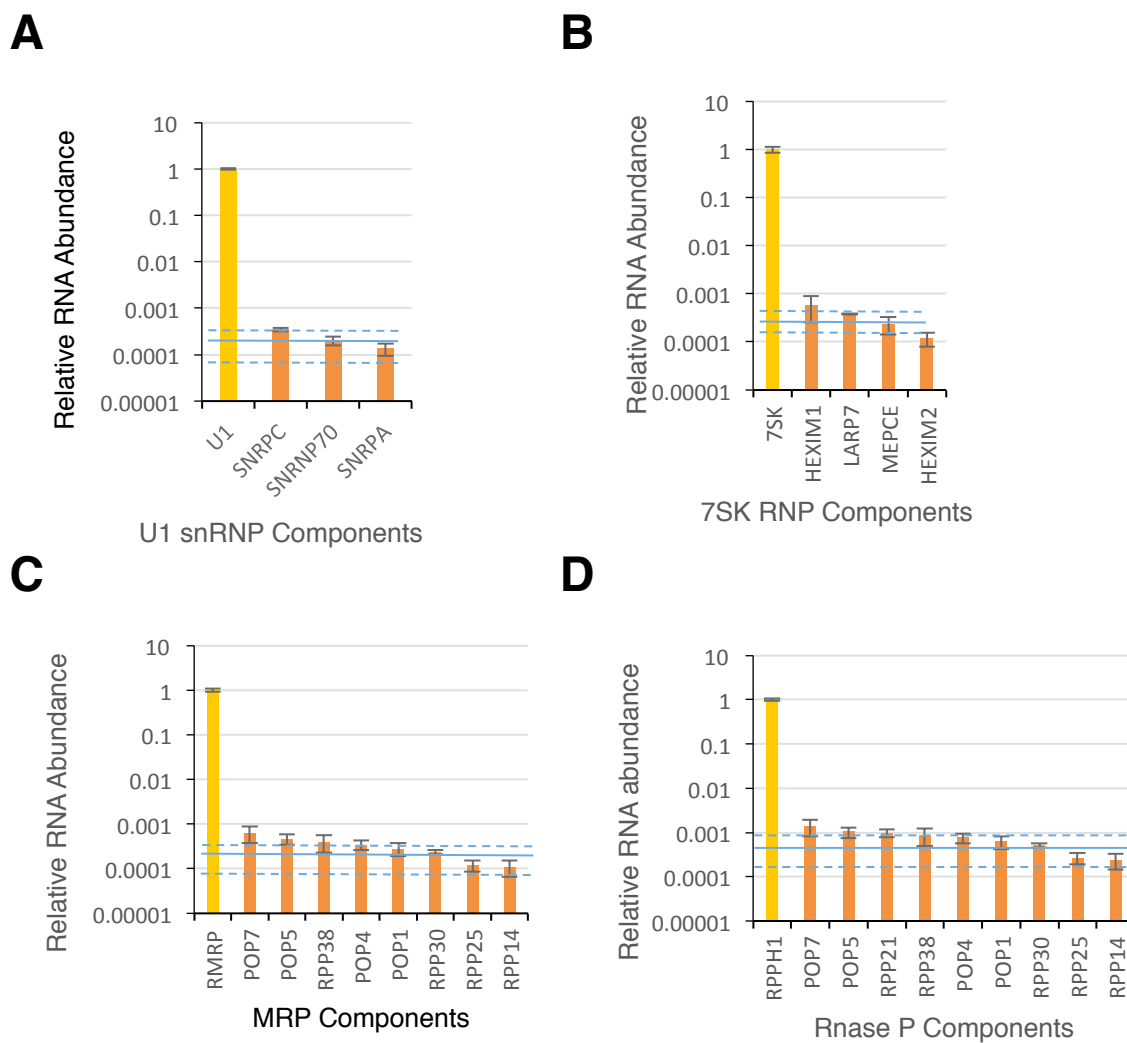 A
Relative RNA Abundance
10
1
0.1
0.01
0.001
0.0001
0.00001
U1
SNRPC
SNRNP70
SNRPA
U1 snRNP Components
B
Relative RNA Abundance
10
1
0.1
0.01
0.001
0.0001
0.00001
7SK
HEXIM1
LARP7
MEPCE
HEXIM2
7SK RNP Components
C
Relative RNA Abundance
10
1
0.1
0.01
0.001
0.0001
0.00001
RMRP
POP7
POP5
RPP38
POP4
POP1
RPP30
RPP25
RPP14
MRP Components
D
Relative RNA abundance
10
1
0.1
0.01
0.001
0.0001
0.00001
RPPH1
POP7
POP5
RPP21
RPP38
POP4
POP1
RPP30
RPP25
RPP14
Rnase P Components